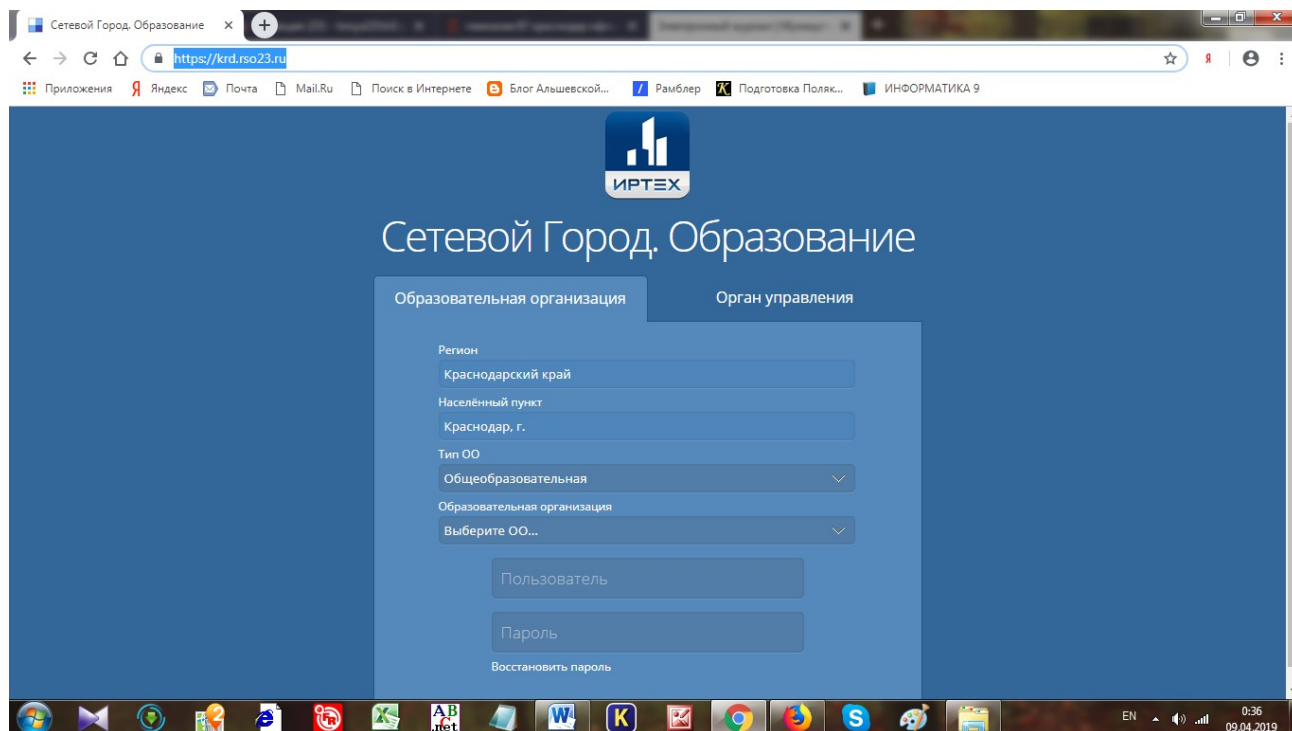 Сетевой Город. Образование
https://krd.rso23.ru
Я
Приложения Яндекс Почта Mail.Ru Поиск в Интернете Блог Альшевской... Рамблер Подготовка Поляк... ИНФОРМАТИКА 9
ИРТЕХ
Сетевой Город. Образование
Образовательная организация Орган управления
Регион
Краснодарский край
Населённый пункт
Краснодар, г.
Тип ОО
Общеобразовательная
Образовательная организация
Выберите ОО...
Пользователь
Пароль
Восстановить пароль
EN 0:36
09.04.2019